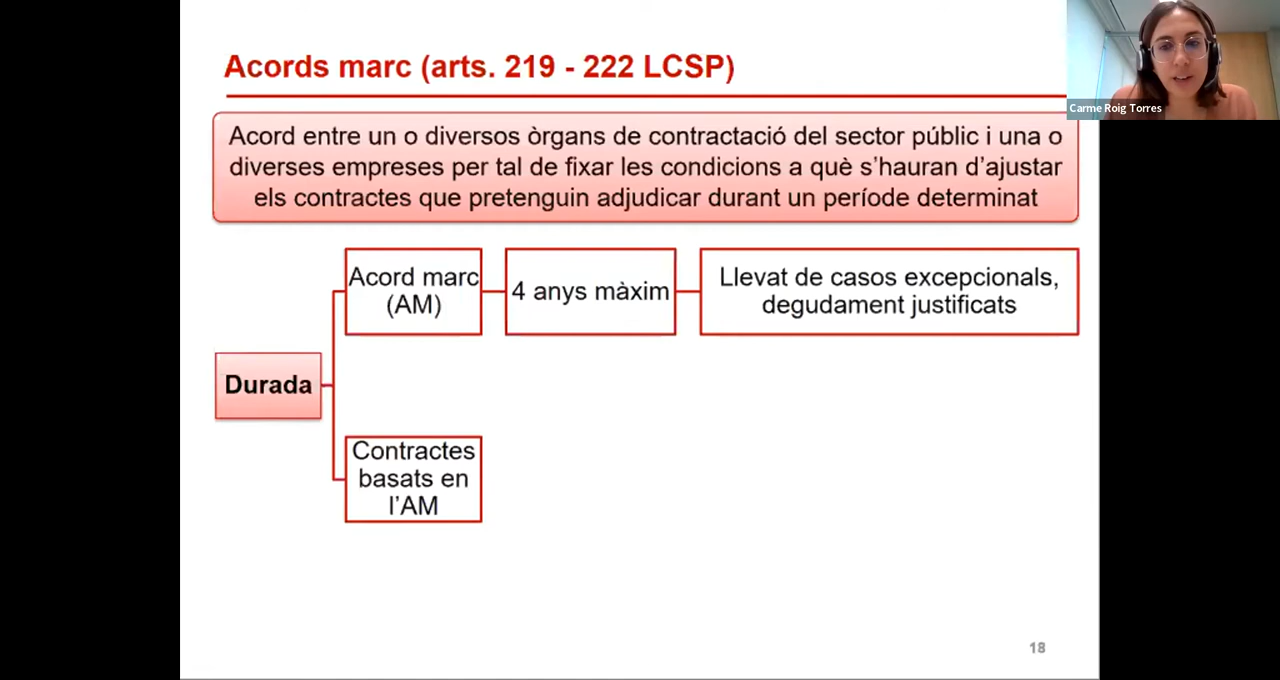 Acords marc (arts. 219 - 222 LCSP)
Carme Roig Torres
Acord entre un o diversos òrgans de contractació del sector públic i una o
diverses empreses per tal de fixar les condicions a què s’hauran d’ajustar
els contractes que pretenguin adjudicar durant un període determinat
Acord marc
(AM)
4 anys màxim
Llevat de casos excepcionals,
degudament justificats
Durada
Contractes
basats en
l’AM
18